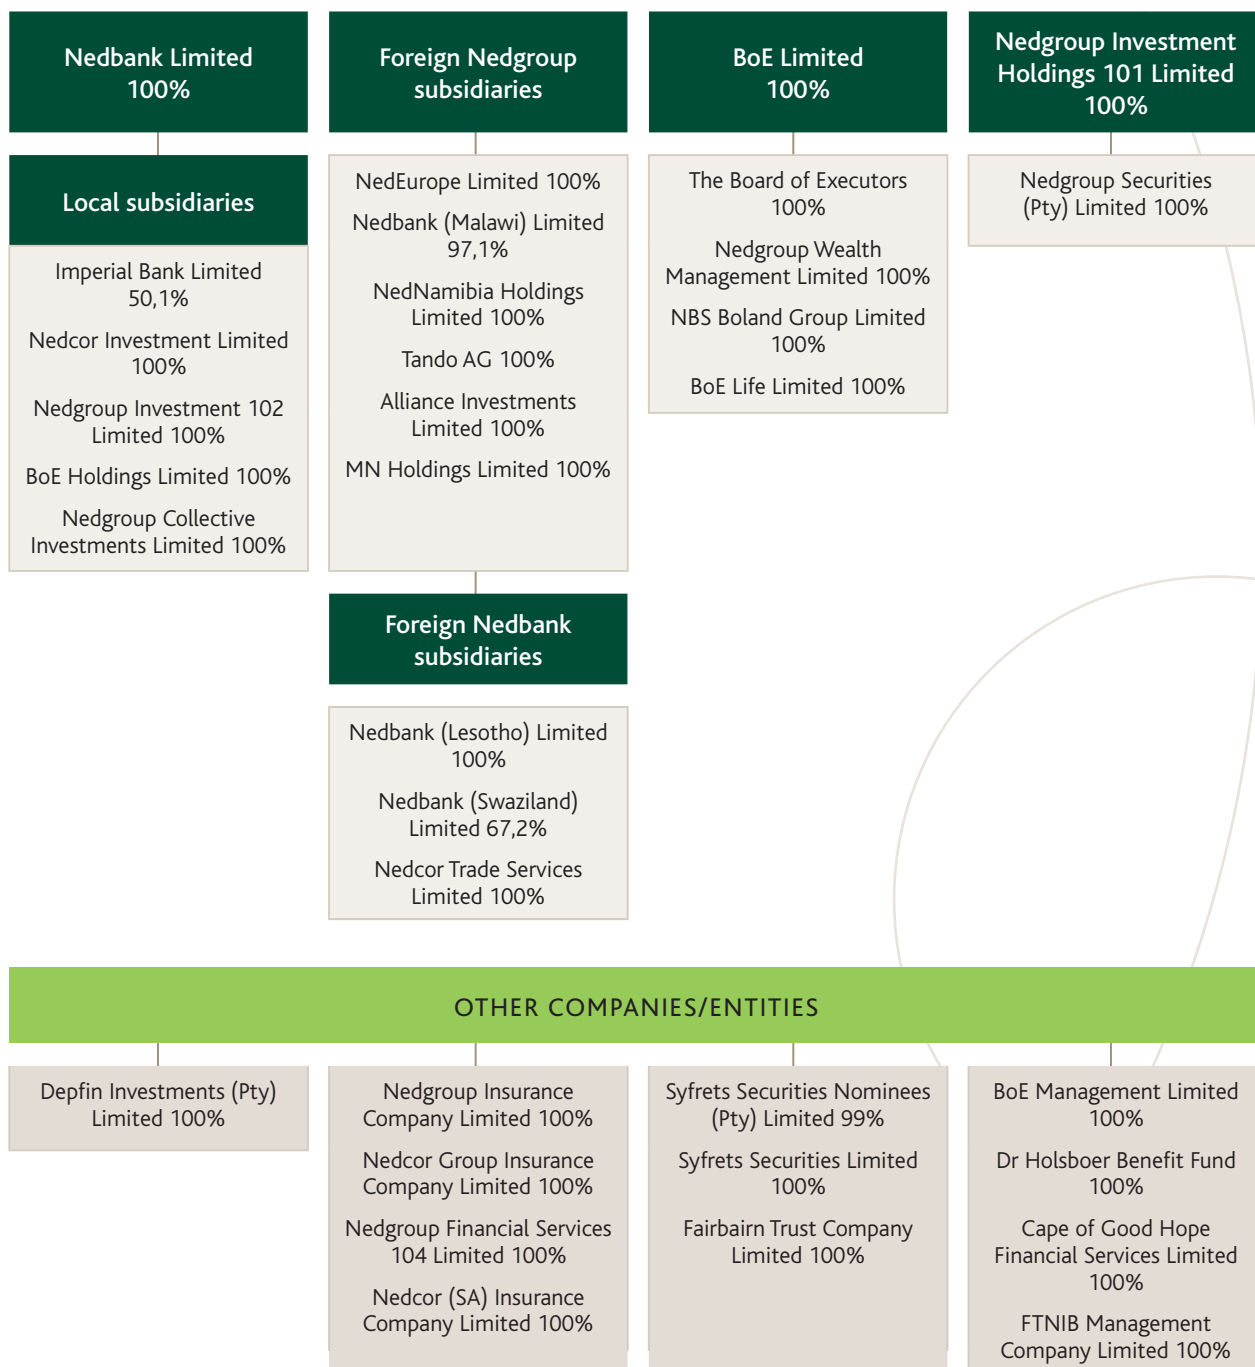 Nedbank Limited
100%
Local subsidiaries
Imperial Bank Limited
50,1%
Nedcor Investment Limited
100%
Nedgroup Investment 102
Limited 100%
BoE Holdings Limited 100%
Nedgroup Collective
Investments Limited 100%
Foreign Nedgroup
subsidiaries
NedEurope Limited 100%
Nedbank (Malawi) Limited
97,1%
NedNamibia Holdings
Limited 100%
Tando AG 100%
Alliance Investments
Limited 100%
MN Holdings Limited 100%
Foreign Nedbank
subsidiaries
Nedbank (Lesotho) Limited
100%
Nedbank (Swaziland)
Limited 67,2%
Nedcor Trade Services
Limited 100%
BoE Limited
100%
The Board of Executors
100%
Nedgroup Wealth
Management Limited 100%
NBS Boland Group Limited
100%
BoE Life Limited 100%
Nedgroup Investment
Holdings 101 Limited
100%
Nedgroup Securities
(Pty) Limited 100%
OTHER COMPANIES/ENTITIES
Depfin Investments (Pty)
Limited 100%
Nedgroup Insurance
Company Limited 100%
Nedcor Group Insurance
Company Limited 100%
Nedgroup Financial Services
104 Limited 100%
Nedcor (SA) Insurance
Company Limited 100%
Syfrets Securities Nominees
(Pty) Limited 99%
Syfrets Securities Limited
100%
Fairbairn Trust Company
Limited 100%
BoE Management Limited
100%
Dr Holsboer Benefit Fund
100%
Cape of Good Hope
Financial Services Limited
100%
FTNIB Management
Company Limited 100%